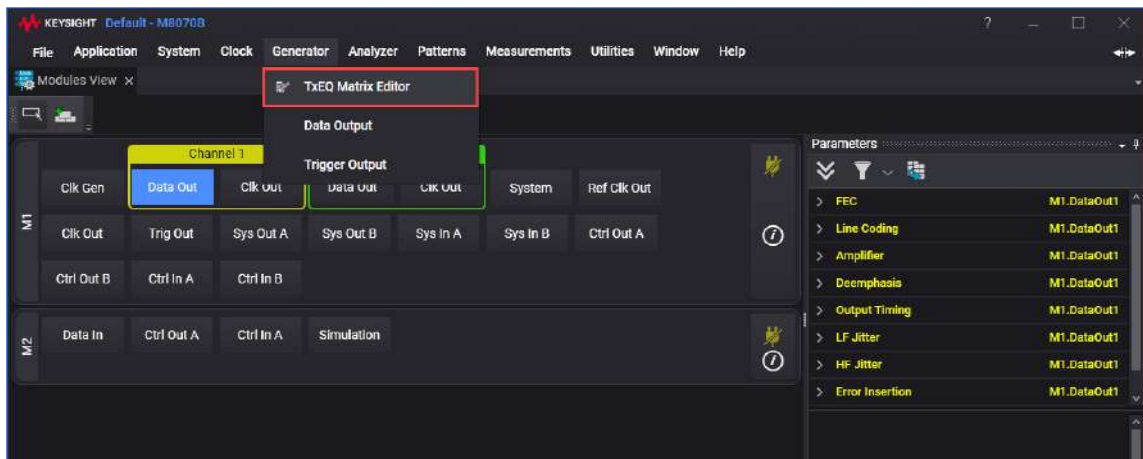 KEYSIGHT Default - M8070B ?
File Application System Clock Generator Analyzer Patterns Measurements Utilities Window Help
Modules View
TxEQ Matrix Editor
Data Output
Trigger Output
Channel 1
M1
Clk Gen Data Out Clk Out Data Out Clk Out System Ref Clk Out
Clk Out Trig Out Sys Out A Sys Out B Sys In A Sys In B Ctrl Out A
Ctrl Out B Ctrl In A Ctrl In B
M2
Data In Ctrl Out A Ctrl In A Simulation
Parameters
FEC M1.DataOut1
Line Coding M1.DataOut1
Amplifier M1.DataOut1
Deemphasis M1.DataOut1
Output Timing M1.DataOut1
LF Jitter M1.DataOut1
HF Jitter M1.DataOut1
Error Insertion M1.DataOut1